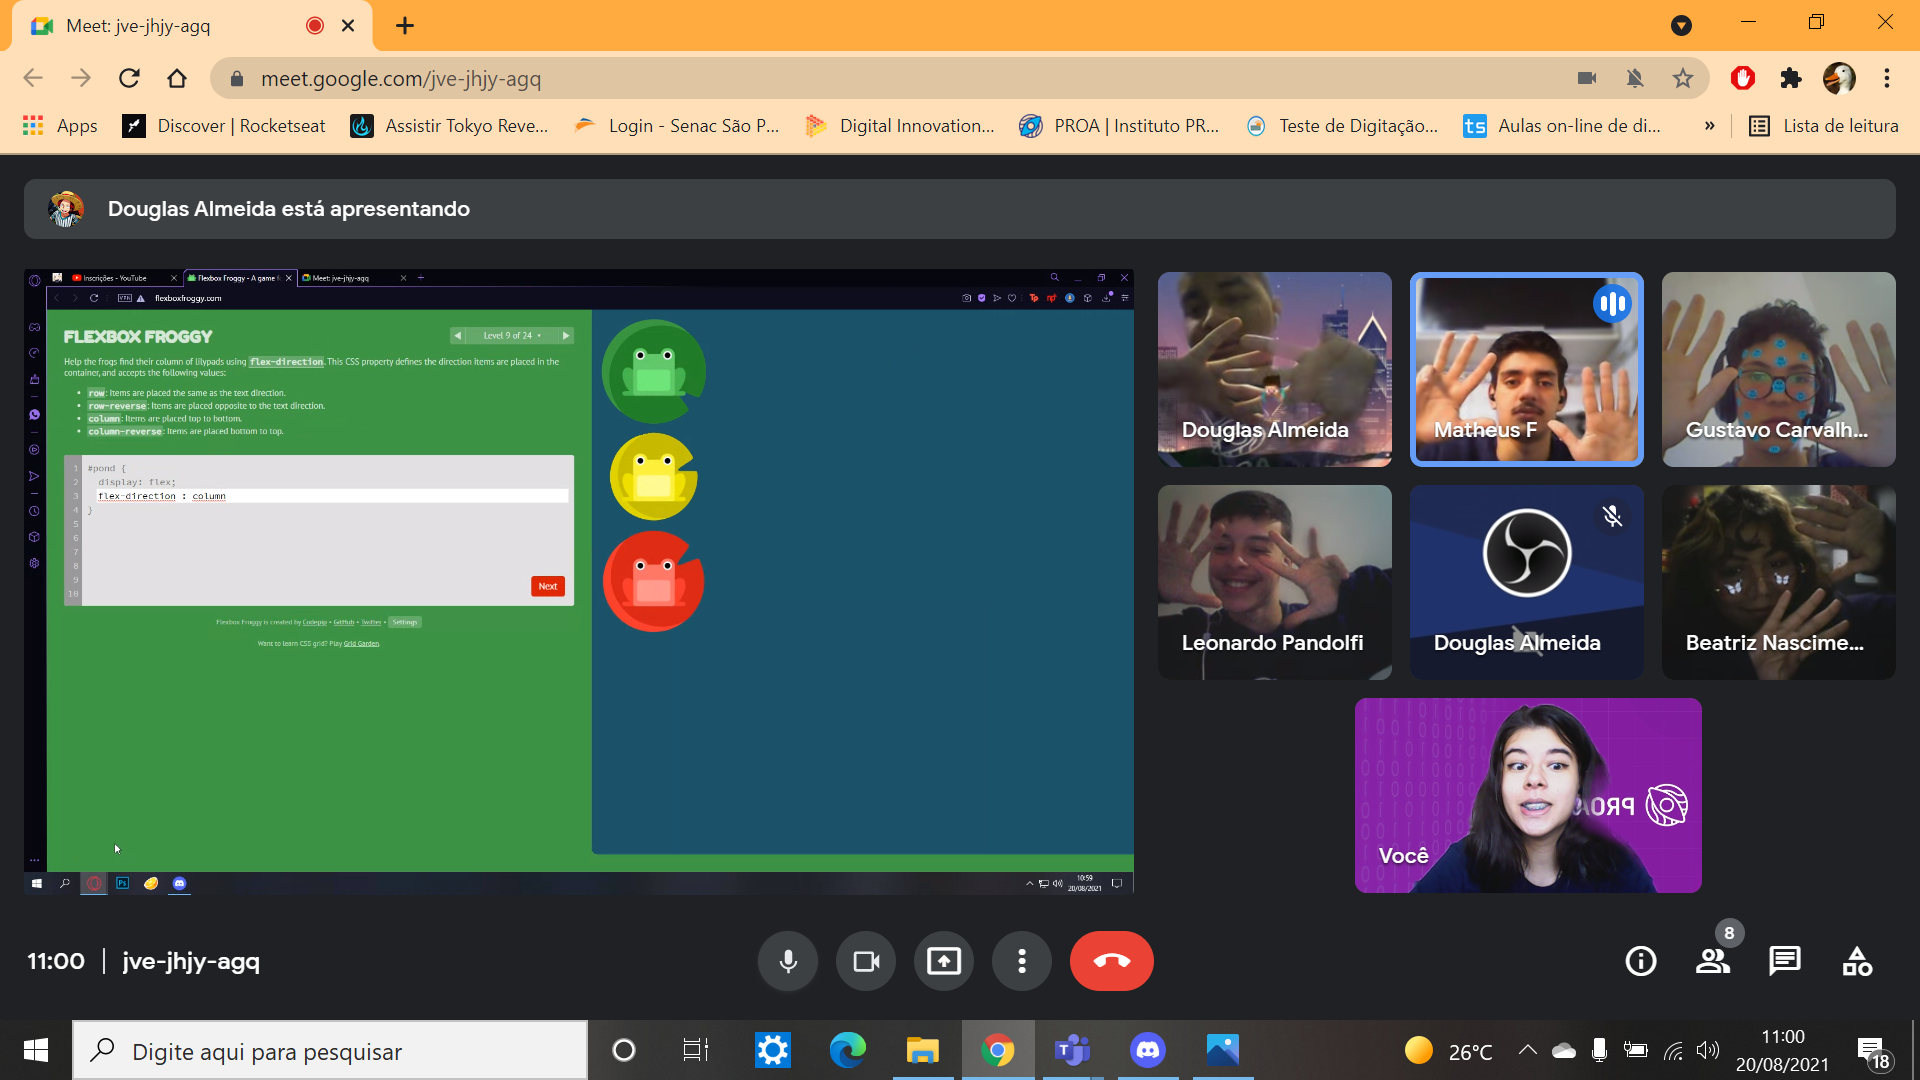 Meet: jve-jhjy-agq
meet.google.com/jve-jhjy-agq
Apps
Discover | Rocketseat
Assistir Tokyo Reve...
Login - Senac São P...
Digital Innovation...
PROA | Instituto PR...
ts
Teste de Digitação...
Aulas on-line de di...
»
Lista de leitura
Douglas Almeida está apresentando
Inscrições - YouTube
Flexbox Froggy - A game f
Meet: jve-jhjy-agq
VPN
flexboxfroggy.com
FLEXBOX FROGGY
Level 9 of 24
Help the frogs find their column of lilypads using flex-direction. This CSS property defines the direction items are placed in the
container, and accepts the following values:
• row: Items are placed the same as the text direction.
• row-reverse: Items are placed opposite to the text direction.
• column: Items are placed top to bottom.
• column-reverse: Items are placed bottom to top.
1 #pond {
2 display: flex;
3 flex-direction : column
4 }
5
6
7
8
9
10
Next
Flexbox Froggy is created by Codepip • GitHub • Twitter • Settings
Want to learn CSS grid? Play Grid Garden.
Ps
10:59
20/08/2021
Douglas Almeida
Matheus F
Gustavo Carvalh...
Leonardo Pandolfi
Douglas Almeida
Beatriz Nascime...
PROA
Você
11:00 | jve-jhjy-agq
8
Digite aqui para pesquisar
26°C
11:00
20/08/2021
18